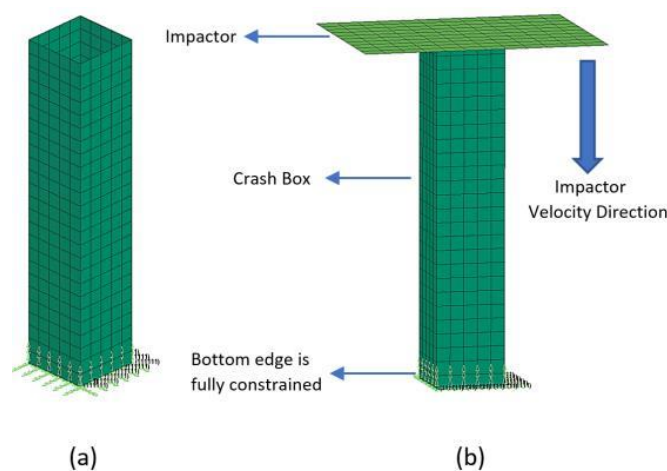 Impactor
Crash Box
Impactor
Velocity Direction
Bottom edge is
fully constrained
(a)
(b)